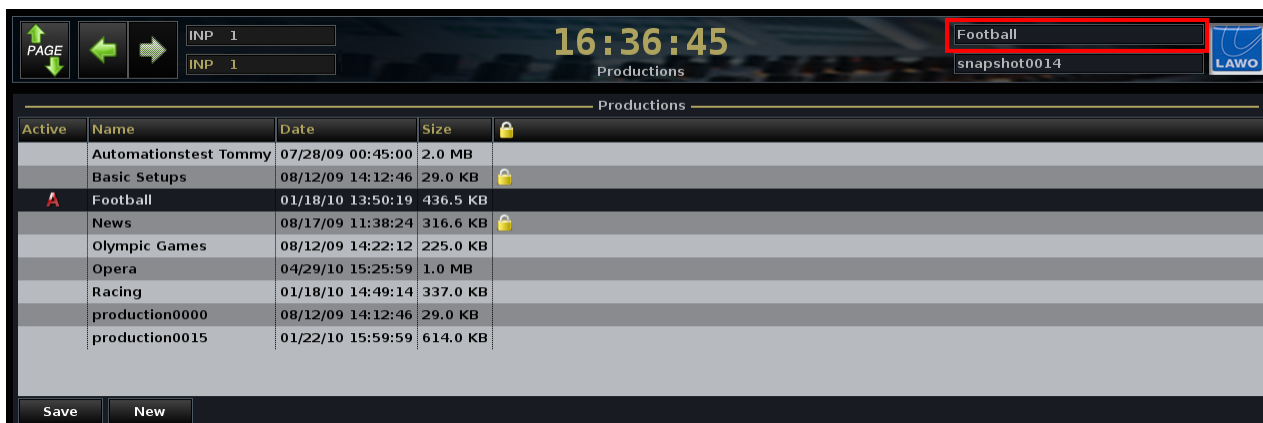 PAGE
INP 1
INP 1
16:36:45
Productions
Football
snapshot0014
LAWO
Productions
Active Name Date Size
Automationstest Tommy 07/28/09 00:45:00 2.0 MB
Basic Setups 08/12/09 14:12:46 29.0 KB
A Football 01/18/10 13:50:19 436.5 KB
News 08/17/09 11:38:24 316.6 KB
Olympic Games 08/12/09 14:22:12 225.0 KB
Opera 04/29/10 15:25:59 1.0 MB
Racing 01/18/10 14:49:14 337.0 KB
production0000 08/12/09 14:12:46 29.0 KB
production0015 01/22/10 15:59:59 614.0 KB
Save New